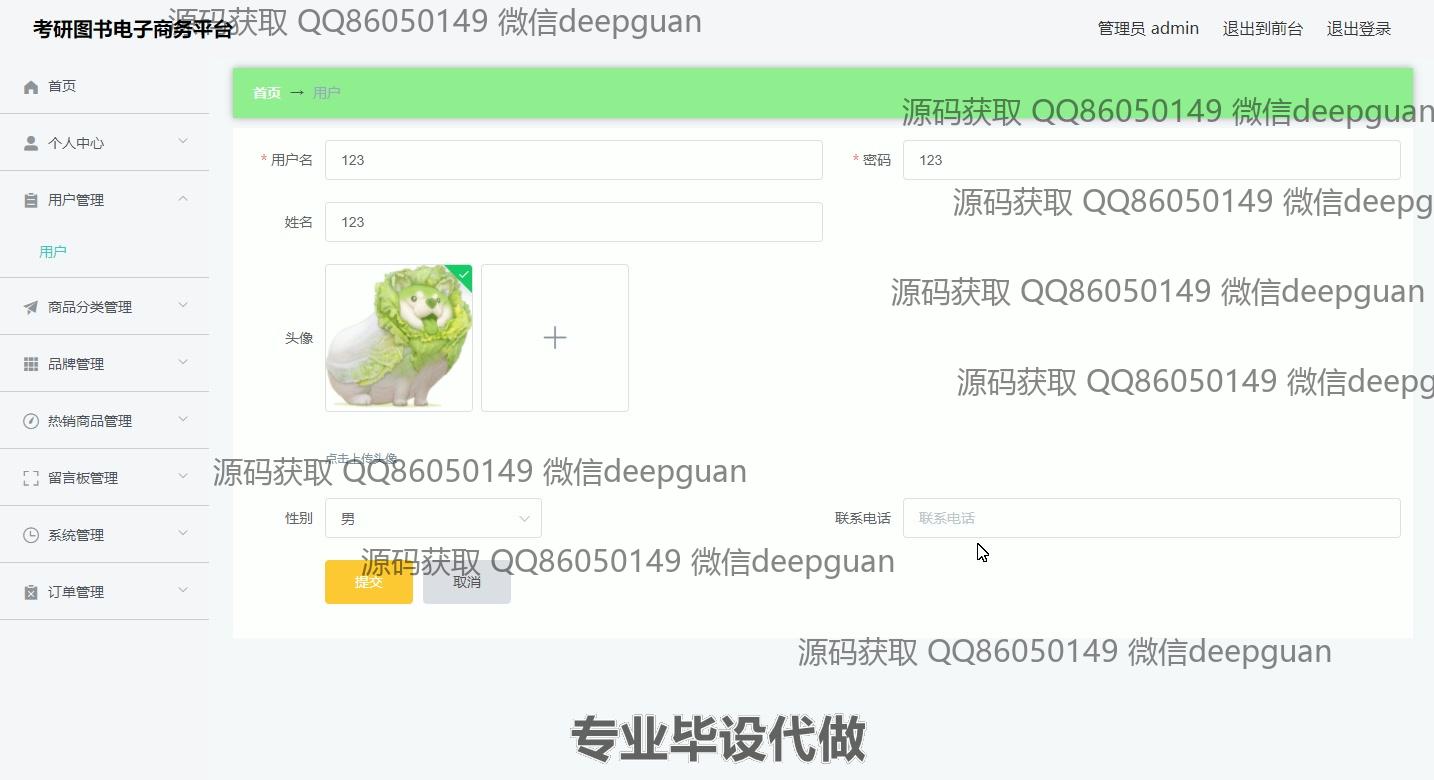 考研图书电子商务平台
源码获取 QQ86050149 微信deepguan
管理员 admin 退出到前台 退出登录
首页
个人中心
用户管理
用户
商品分类管理
品牌管理
热销商品管理
留言板管理
系统管理
订单管理
首页 → 用户
源码获取 QQ86050149 微信deepguan
* 用户名 123 * 密码 123
源码获取 QQ86050149 微信deepg
姓名 123
源码获取 QQ86050149 微信deepguan
头像
源码获取 QQ86050149 微信deepg
点击上传头像
源码获取 QQ86050149 微信deepguan
性别 男 联系电话 联系电话
源码获取 QQ86050149 微信deepguan
提交 取消
源码获取 QQ86050149 微信deepguan
专业毕设代做